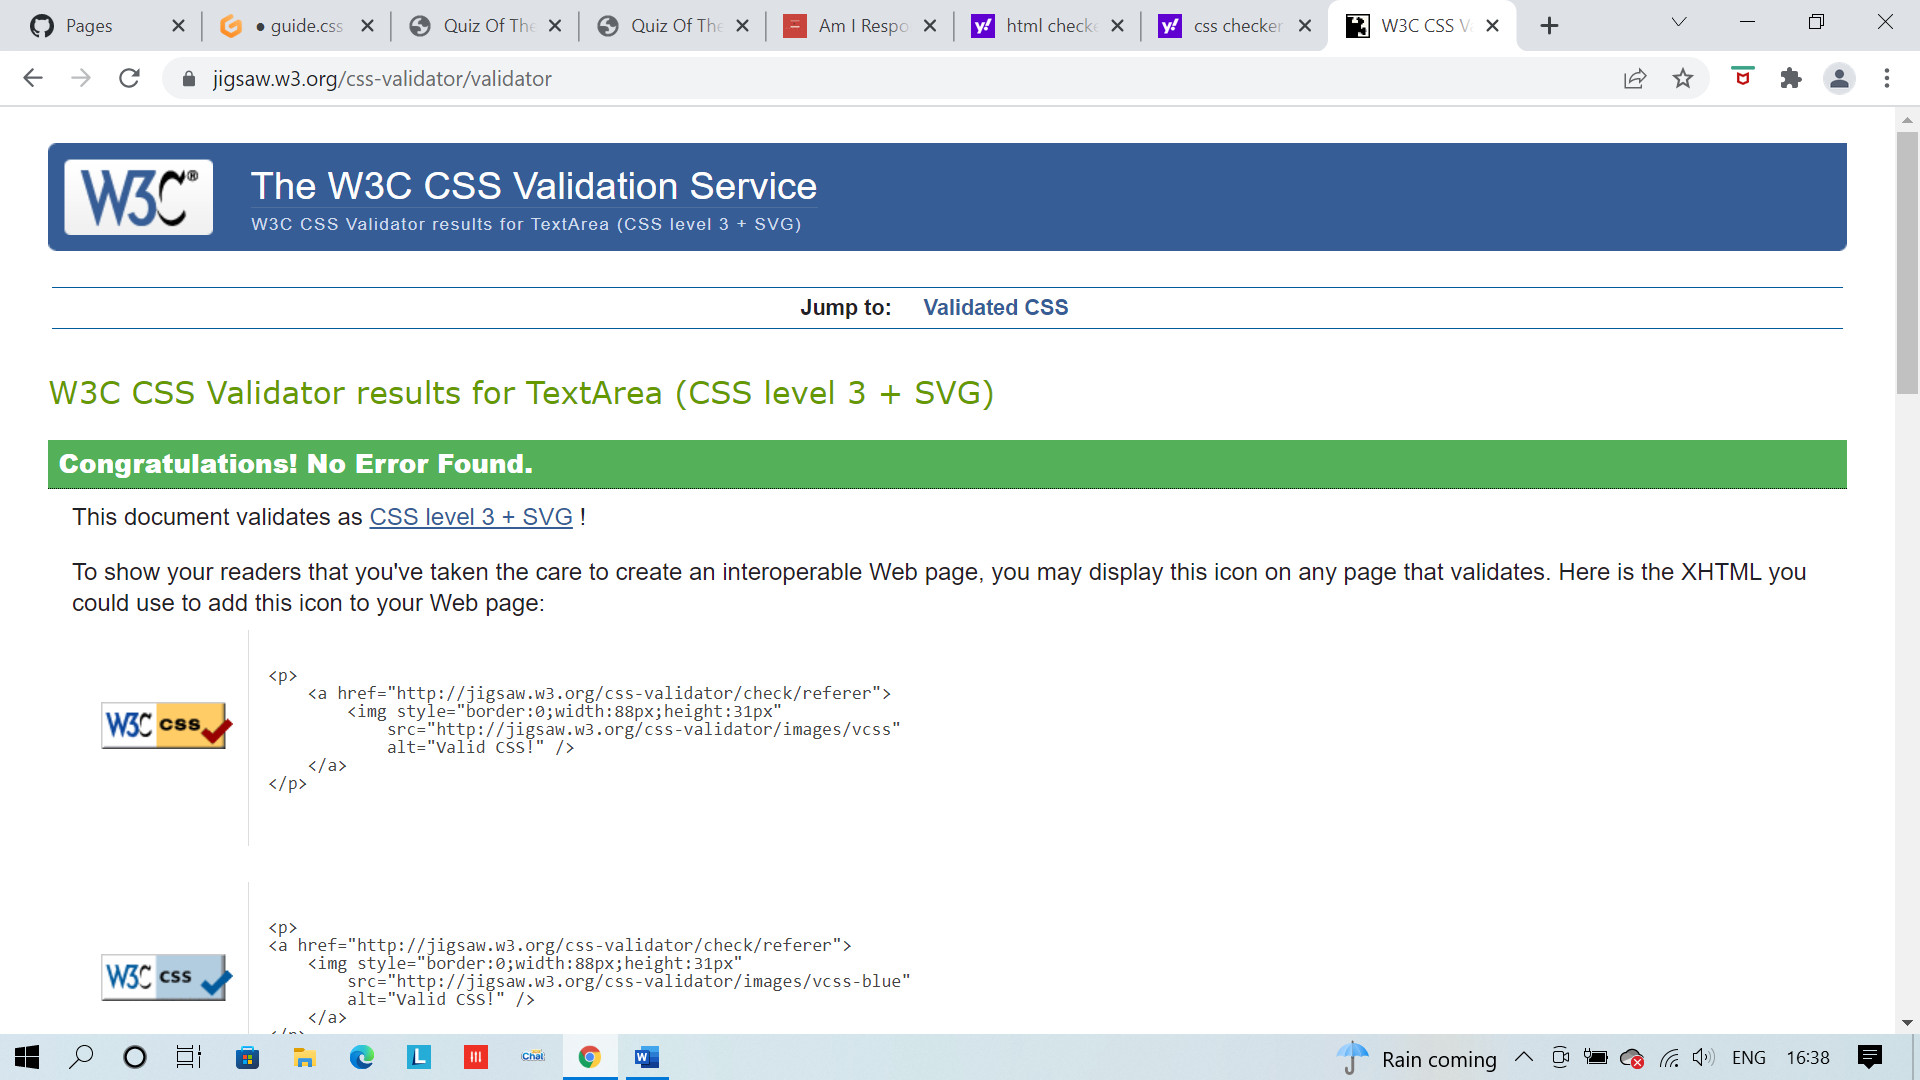 Pages
● guide.css
Quiz Of The
Quiz Of The
Am I Respo
html checke
css checker
W3C CSS V
jigsaw.w3.org/css-validator/validator
W3C®
The W3C CSS Validation Service
W3C CSS Validator results for TextArea (CSS level 3 + SVG)
Jump to: Validated CSS
W3C CSS Validator results for TextArea (CSS level 3 + SVG)
Congratulations! No Error Found.
This document validates as CSS level 3 + SVG !
To show your readers that you've taken the care to create an interoperable Web page, you may display this icon on any page that validates. Here is the XHTML you
could use to add this icon to your Web page:
W3C css
<p>
<a href="http://jigsaw.w3.org/css-validator/check/referer">
<img style="border:0;width:88px;height:31px"
src="http://jigsaw.w3.org/css-validator/images/vcss"
alt="Valid CSS!" />
</a>
</p>
W3C css
<p>
<a href="http://jigsaw.w3.org/css-validator/check/referer">
<img style="border:0;width:88px;height:31px"
src="http://jigsaw.w3.org/css-validator/images/vcss-blue"
alt="Valid CSS!" />
</a>
</p>
Rain coming
ENG
16:38